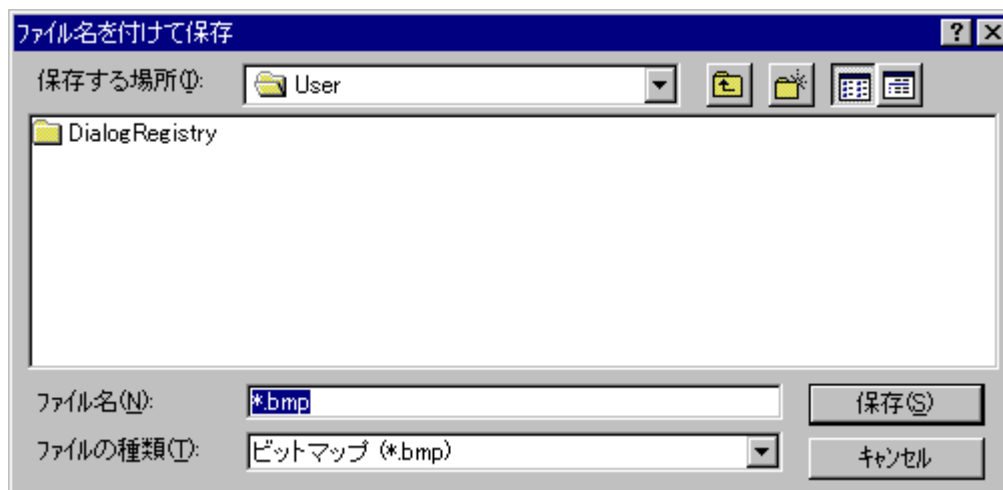 ファイル名を付けて保存
保存する場所(I): User
DialogRegistry
ファイル名(N): *.bmp 保存(S)
ファイルの種類(T): ビットマップ (*.bmp) キャンセル